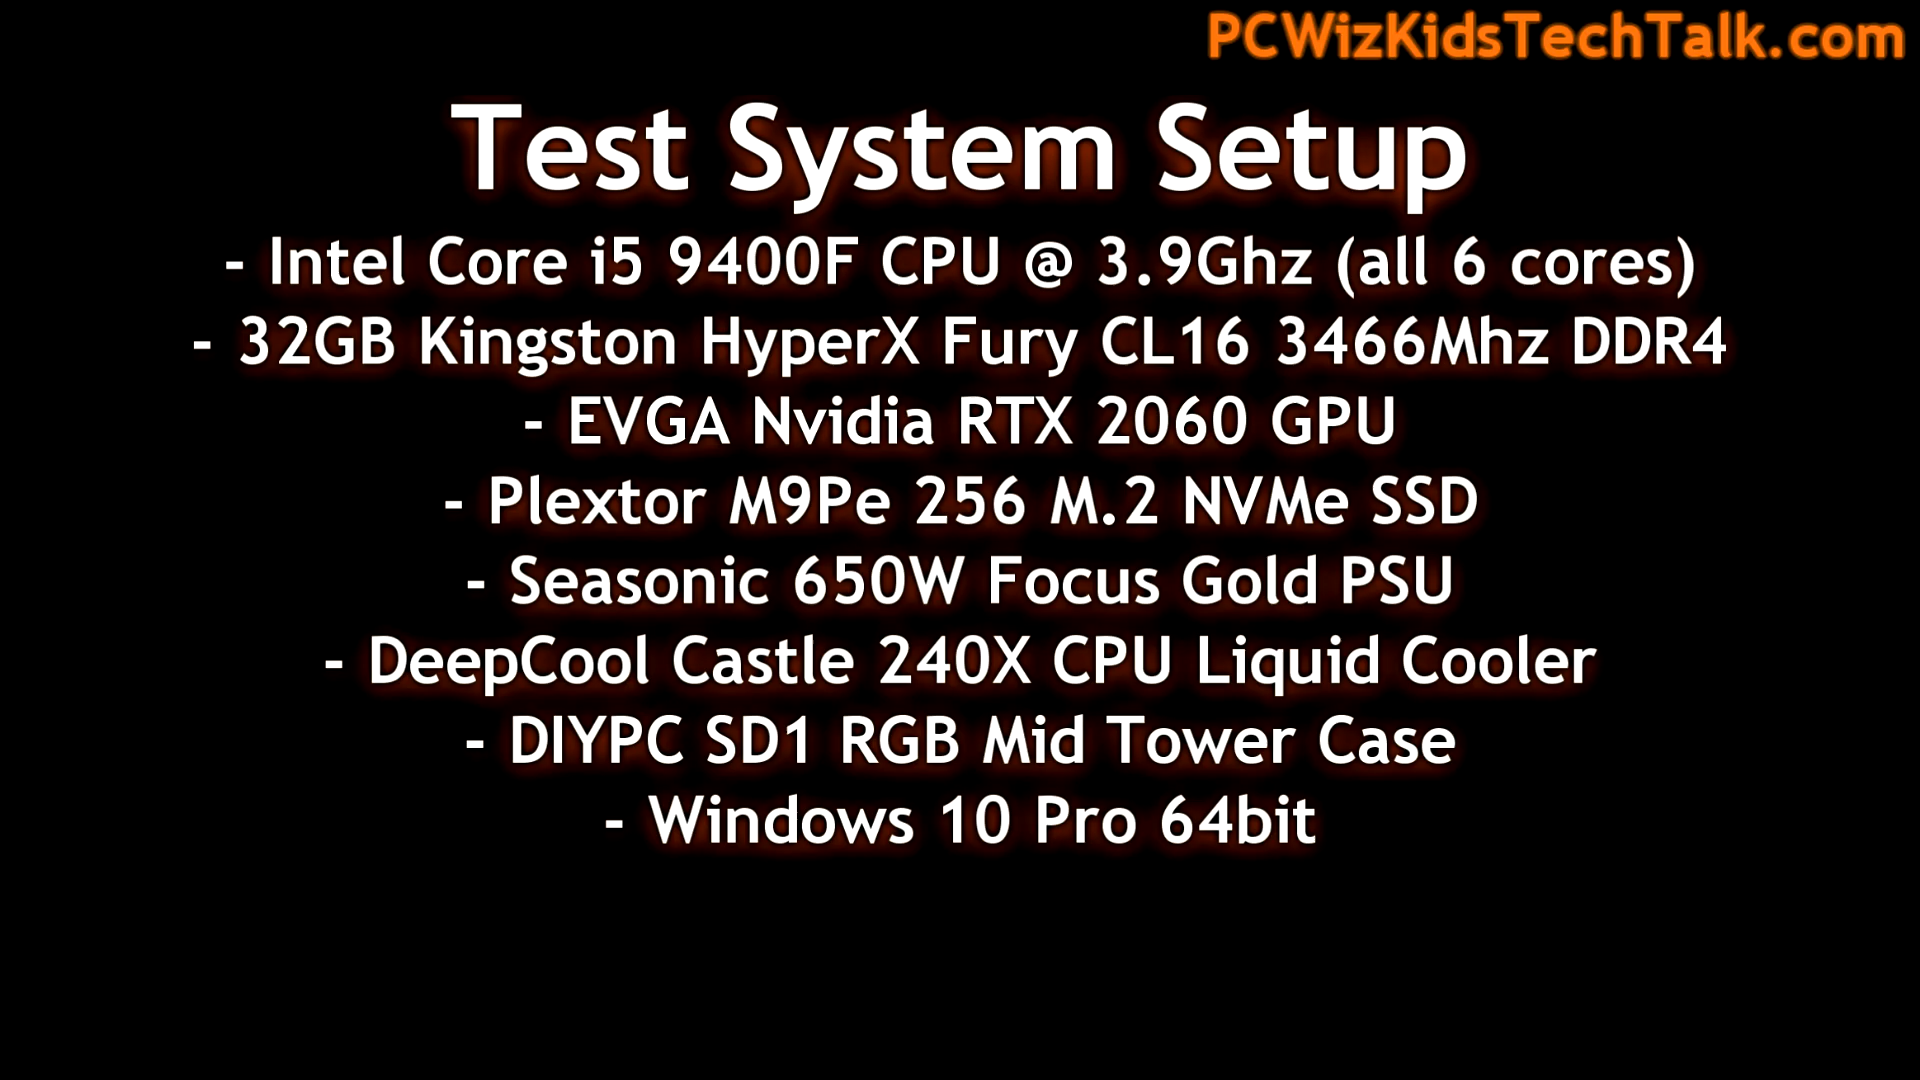 PCWizKidsTechTalk.com
Test System Setup
- Intel Core i5 9400F CPU @ 3.9Ghz (all 6 cores)
- 32GB Kingston HyperX Fury CL16 3466Mhz DDR4
- EVGA Nvidia RTX 2060 GPU
- Plextor M9Pe 256 M.2 NVMe SSD
- Seasonic 650W Focus Gold PSU
- DeepCool Castle 240X CPU Liquid Cooler
- DIYPC SD1 RGB Mid Tower Case
- Windows 10 Pro 64bit